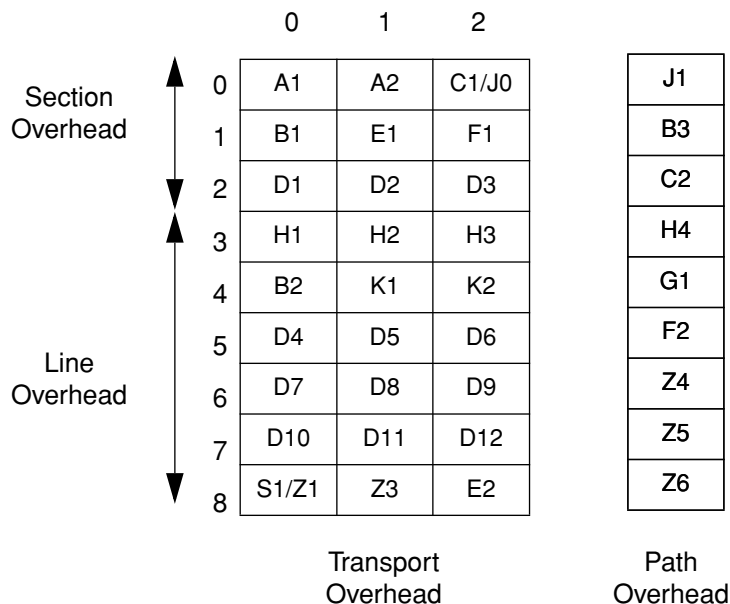 0 1 2
Section
Overhead
0 A1 A2 C1/J0
1 B1 E1 F1
2 D1 D2 D3
Line
Overhead
3 H1 H2 H3
4 B2 K1 K2
5 D4 D5 D6
6 D7 D8 D9
7 D10 D11 D12
8 S1/Z1 Z3 E2
Transport
Overhead
J1
B3
C2
H4
G1
F2
Z4
Z5
Z6
Path
Overhead